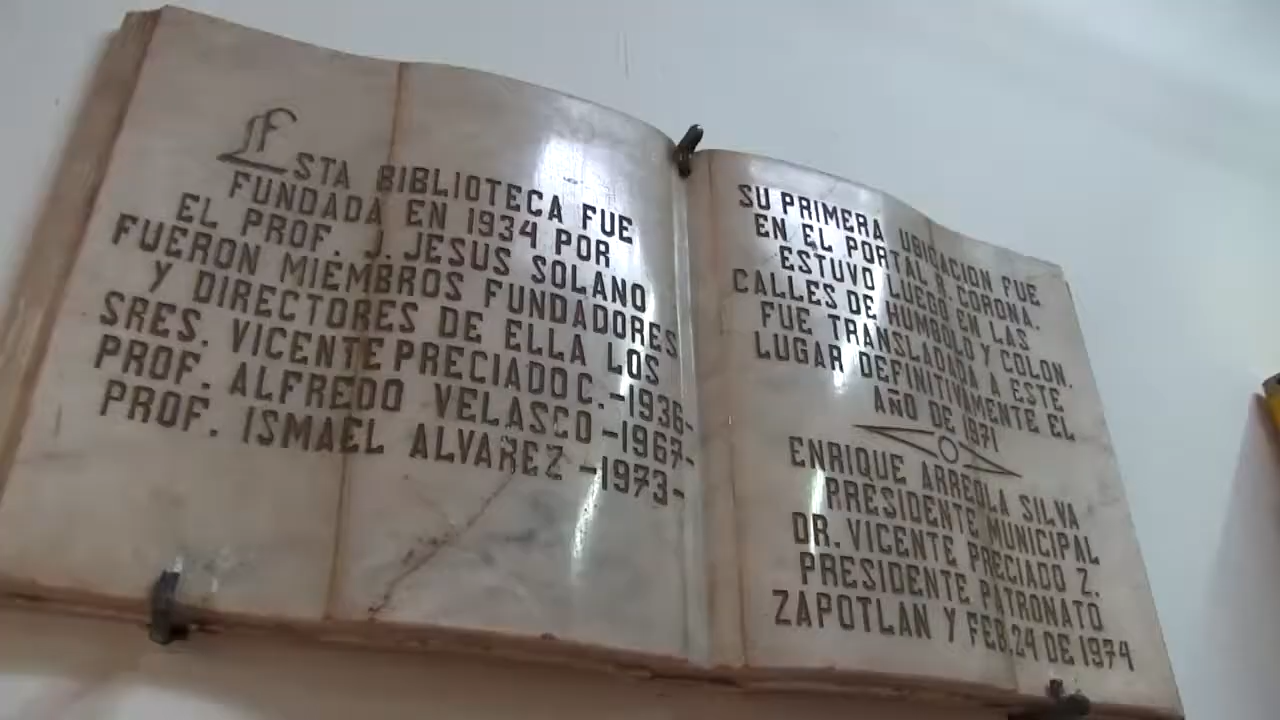 ESTA BIBLIOTECA FUE
FUNDADA EN 1934 POR
EL PROF. J. JESUS SOLANO
FUERON MIEMBROS FUNDADORES
Y DIRECTORES DE ELLA LOS
SRES. VICENTE PRECIADO C. -1936-
PROF. ALFREDO VELASCO -1967-
PROF. ISMAEL ALVAREZ -1973-
SU PRIMERA UBICACION FUE
EN EL PORTAL R. CORONA.
ESTUVO LUEGO EN LAS
CALLES DE HUMBOLD Y COLON.
FUE TRANSLADADA A ESTE
LUGAR DEFINITIVAMENTE EL
AÑO DE 1971
ENRIQUE ARREOLA SILVA
PRESIDENTE MUNICIPAL
DR. VICENTE PRECIADO Z.
PRESIDENTE PATRONATO
ZAPOTLAN Y FEB. 24 DE 1974